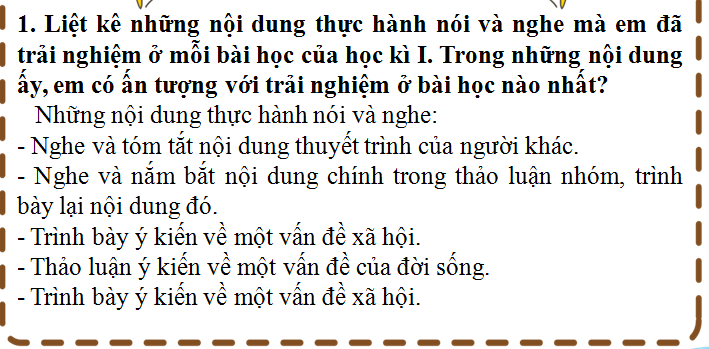 1. Liệt kê những nội dung thực hành nói và nghe mà em đã
trải nghiệm ở mỗi bài học của học kì I. Trong những nội dung
ấy, em có ấn tượng với trải nghiệm ở bài học nào nhất?
Những nội dung thực hành nói và nghe:
- Nghe và tóm tắt nội dung thuyết trình của người khác.
- Nghe và nắm bắt nội dung chính trong thảo luận nhóm, trình
bày lại nội dung đó.
- Trình bày ý kiến về một vấn đề xã hội.
- Thảo luận ý kiến về một vấn đề của đời sống.
- Trình bày ý kiến về một vấn đề xã hội.